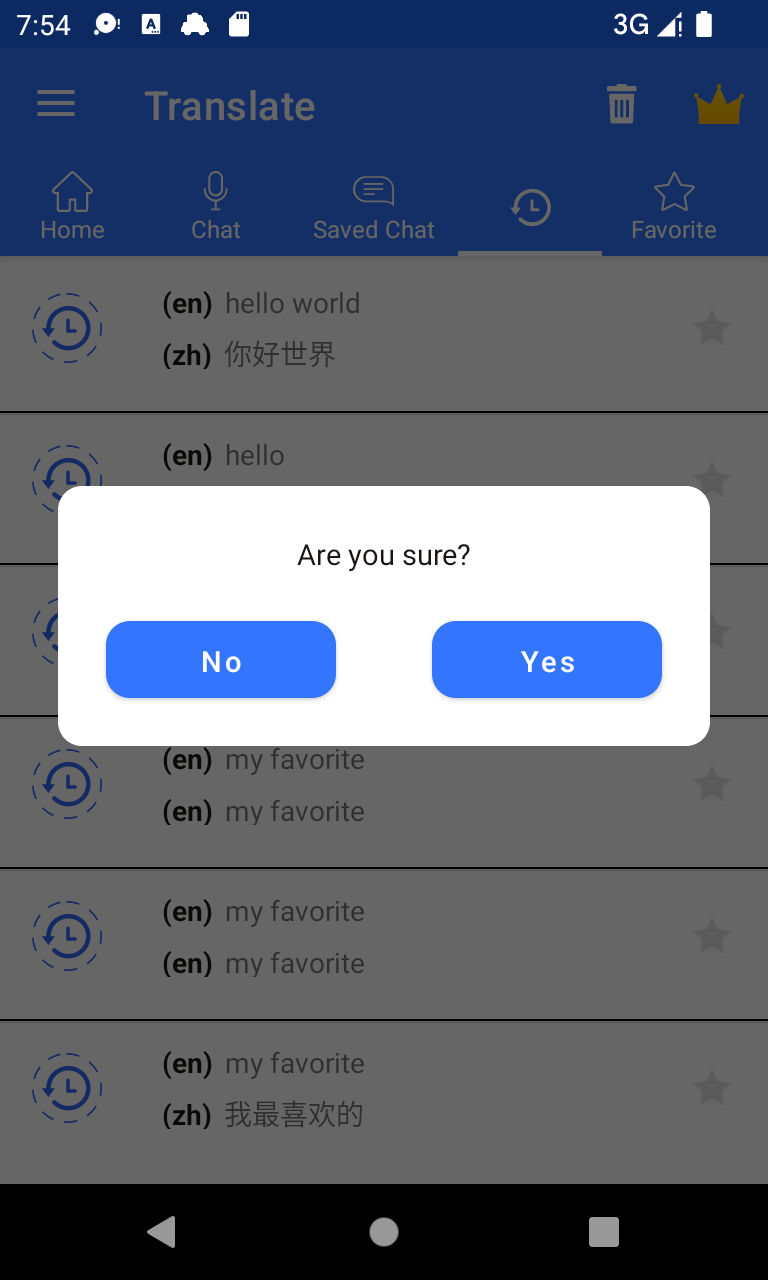 7:54
3G
Translate
Home
Chat
Saved Chat
Favorite
(en) hello world
(zh) 你好世界
(en) hello
Are you sure?
No
Yes
(en) my favorite
(en) my favorite
(en) my favorite
(en) my favorite
(en) my favorite
(zh) 我最喜欢的